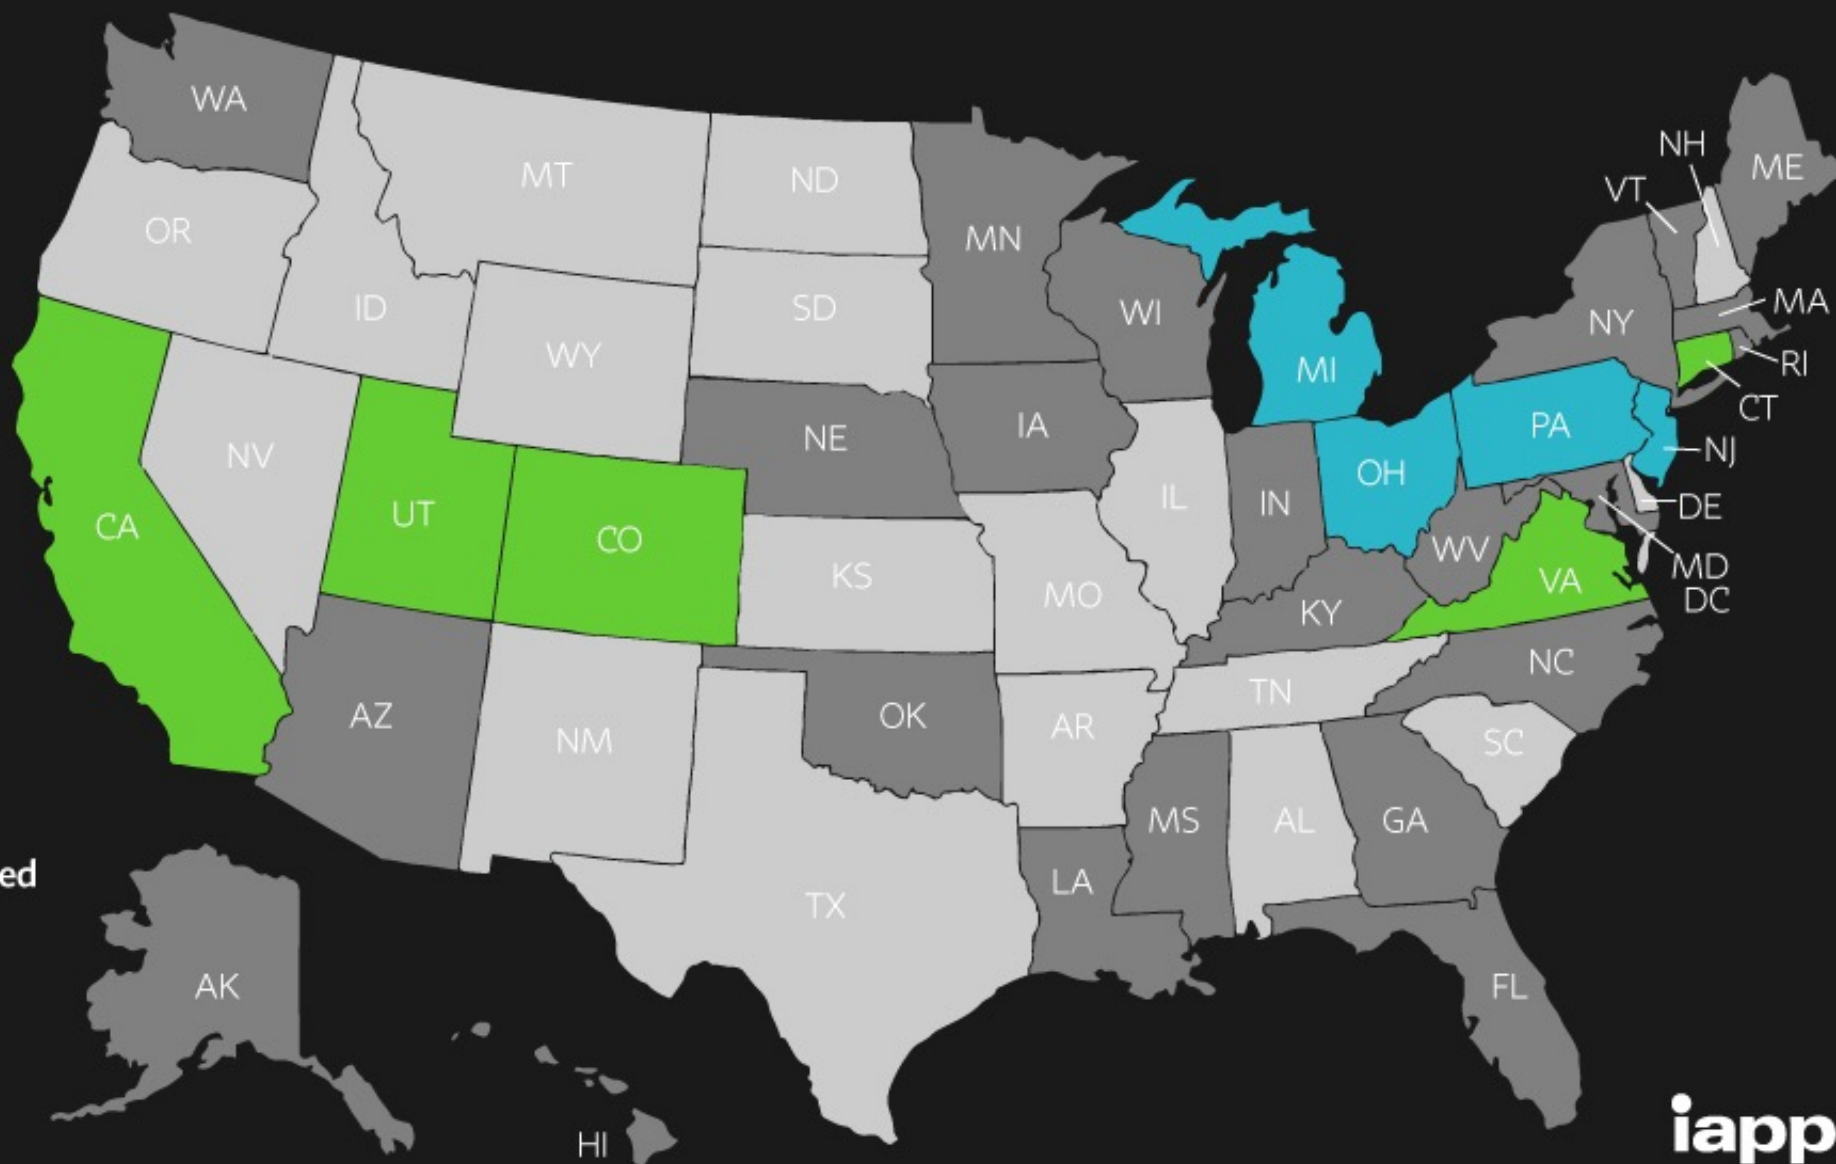 WA
MT
ND
MN
NH
ME
VT
OR
ID
SD
WI
MA
NY
WY
MI
RI
CT
NE
IA
PA
NJ
NV
OH
UT
CO
IL
IN
DE
CA
WV
KS
MO
VA
MD
DC
KY
NC
AZ
NM
OK
AR
TN
SC
MS
AL
GA
ed
LA
TX
AK
FL
HI
iapp